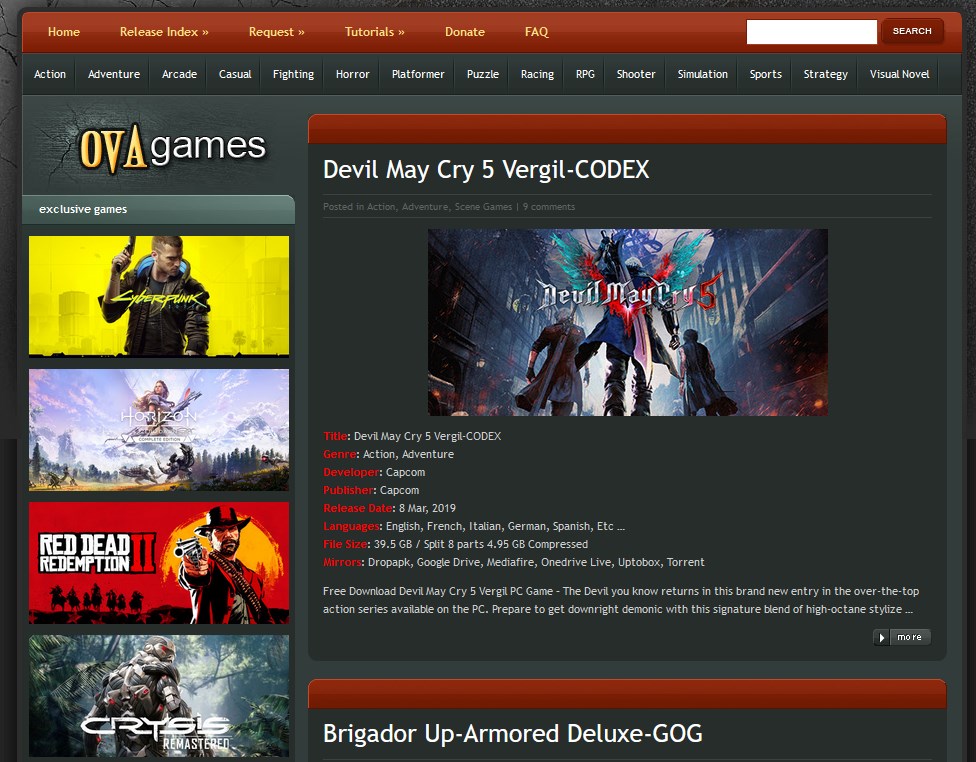 Home Release Index » Request » Tutorials » Donate FAQ SEARCH
Action Adventure Arcade Casual Fighting Horror Platformer Puzzle Racing RPG Shooter Simulation Sports Strategy Visual Novel
OVAgames
exclusive games
CYBERPUNK
HORIZON
COMPLETE EDITION
RED DEAD
REDEMPTION II
CRYSIS
REMASTERED
Devil May Cry 5 Vergil-CODEX
Posted in Action, Adventure, Scene Games | 9 comments
Devil May Cry 5
Title: Devil May Cry 5 Vergil-CODEX
Genre: Action, Adventure
Developer: Capcom
Publisher: Capcom
Release Date: 8 Mar, 2019
Languages: English, French, Italian, German, Spanish, Etc ...
File Size: 39.5 GB / Split 8 parts 4.95 GB Compressed
Mirrors: Dropapk, Google Drive, Mediafire, Onedrive Live, Uptobox, Torrent
Free Download Devil May Cry 5 Vergil PC Game – The Devil you know returns in this brand new entry in the over-the-top
action series available on the PC. Prepare to get downright demonic with this signature blend of high-octane stylize ...
more
Brigador Up-Armored Deluxe-GOG